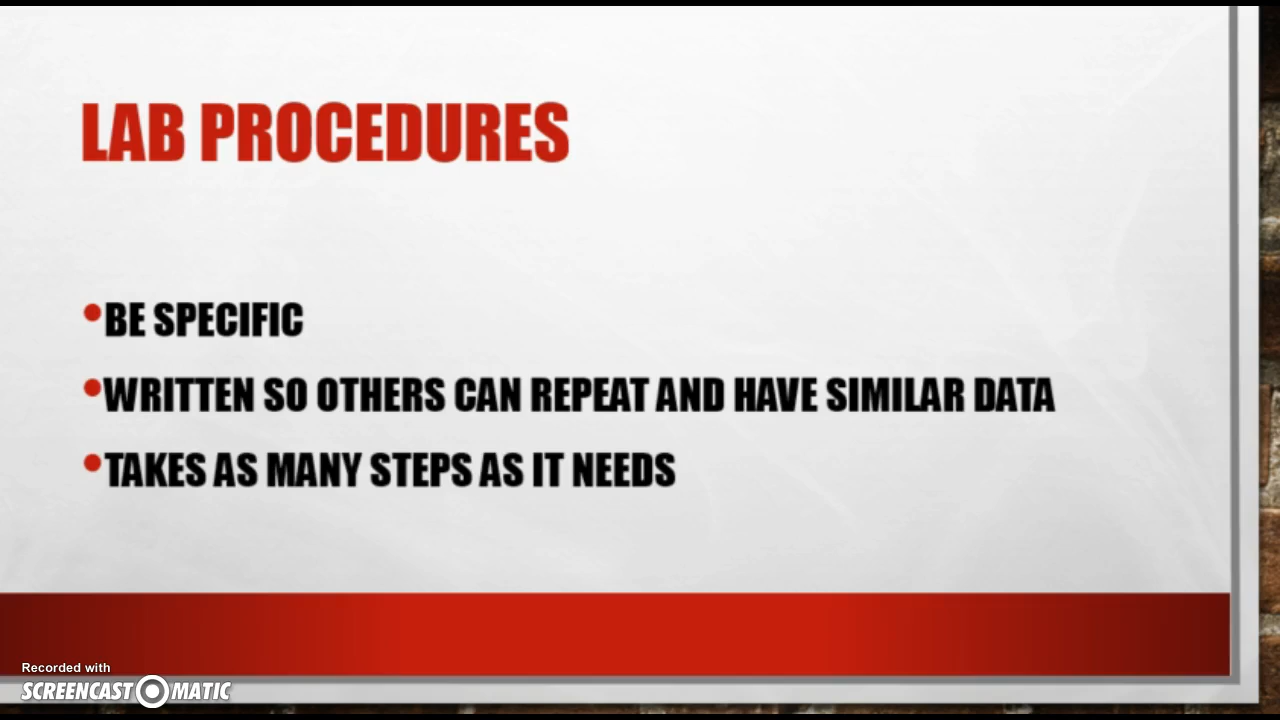 LAB PROCEDURES
•BE SPECIFIC
•WRITTEN SO OTHERS CAN REPEAT AND HAVE SIMILAR DATA
•TAKES AS MANY STEPS AS IT NEEDS
Recorded with
SCREENCAST MATIC